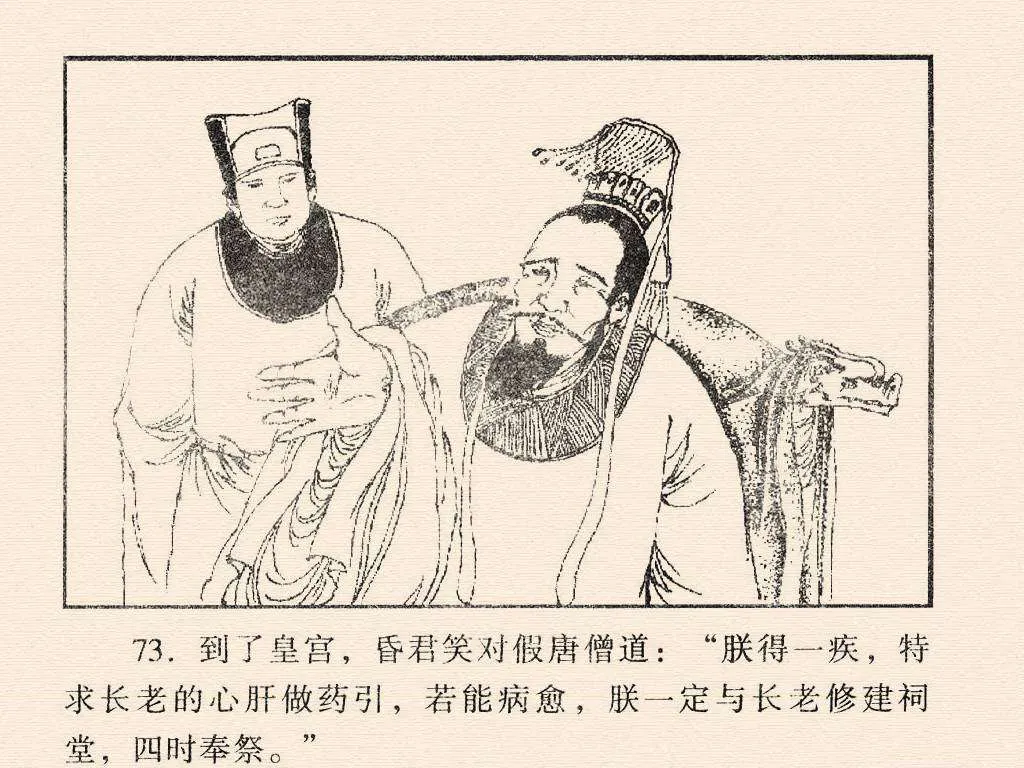 73. 到了皇宫，昏君笑对假唐僧道：“朕得一疾，特
求长老的心肝做药引，若能病愈，朕一定与长老修建祠
堂，四时奉祭。”